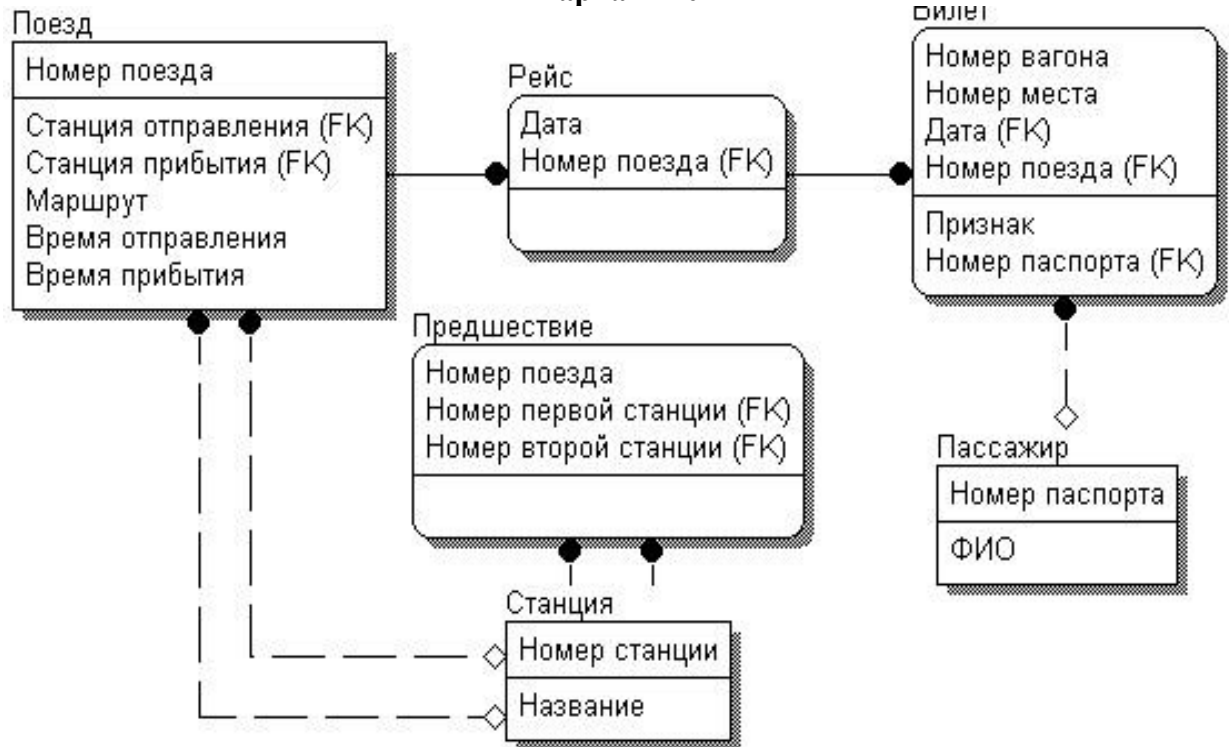 Поезд
Номер поезда
Станция отправления (FK)
Станция прибытия (FK)
Маршрут
Время отправления
Время прибытия
Рейс
Дата
Номер поезда (FK)
Билет
Номер вагона
Номер места
Дата (FK)
Номер поезда (FK)
Признак
Номер паспорта (FK)
Предшествие
Номер поезда
Номер первой станции (FK)
Номер второй станции (FK)
Пассажир
Номер паспорта
ФИО
Станция
Номер станции
Название